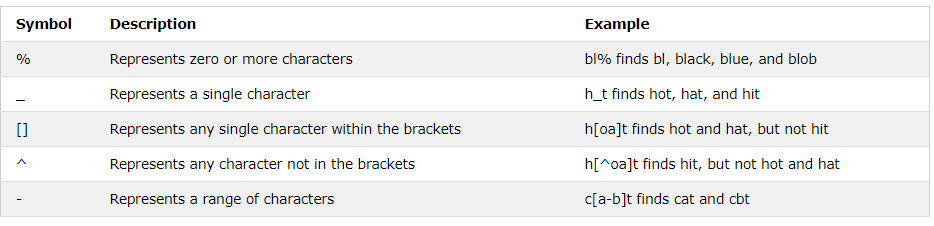 Symbol Description Example
% Represents zero or more characters bl% finds bl, black, blue, and blob
_ Represents a single character h_t finds hot, hat, and hit
[] Represents any single character within the brackets h[oa]t finds hot and hat, but not hit
^ Represents any character not in the brackets h[^oa]t finds hit, but not hot and hat
- Represents a range of characters c[a-b]t finds cat and cbt